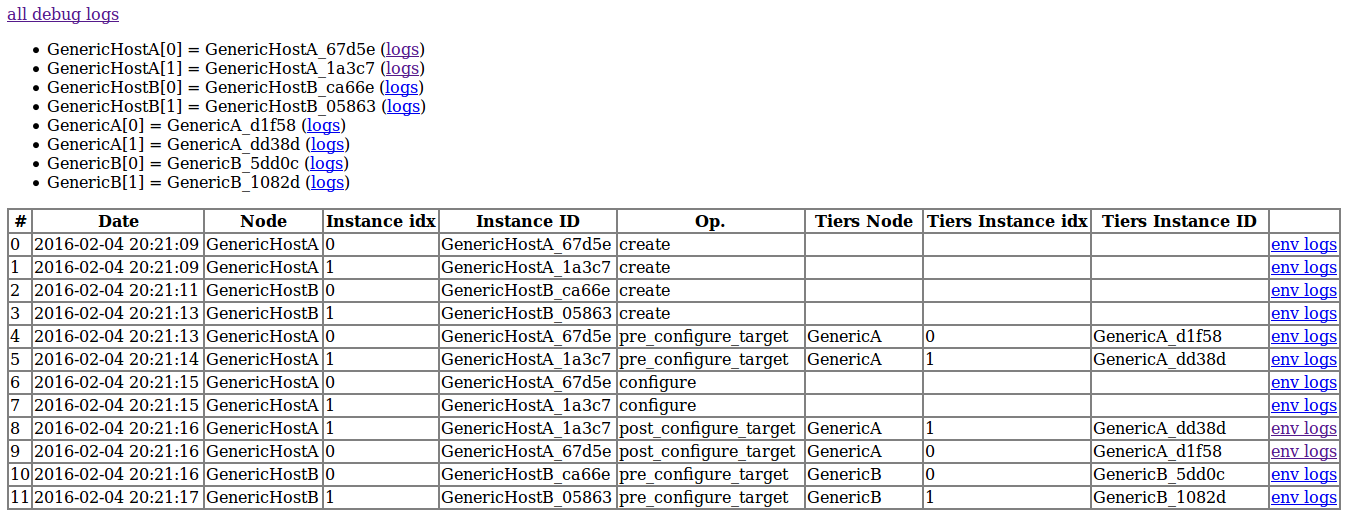 all debug logs
GenericHostA[0] = GenericHostA_67d5e (logs)
GenericHostA[1] = GenericHostA_1a3c7 (logs)
GenericHostB[0] = GenericHostB_ca66e (logs)
GenericHostB[1] = GenericHostB_05863 (logs)
GenericA[0] = GenericA_d1f58 (logs)
GenericA[1] = GenericA_dd38d (logs)
GenericB[0] = GenericB_5dd0c (logs)
GenericB[1] = GenericB_1082d (logs)
# Date Node Instance idx Instance ID Op. Tiers Node Tiers Instance idx Tiers Instance ID
0 2016-02-04 20:21:09 GenericHostA 0 GenericHostA_67d5e create env logs
1 2016-02-04 20:21:09 GenericHostA 1 GenericHostA_1a3c7 create env logs
2 2016-02-04 20:21:11 GenericHostB 0 GenericHostB_ca66e create env logs
3 2016-02-04 20:21:13 GenericHostB 1 GenericHostB_05863 create env logs
4 2016-02-04 20:21:13 GenericHostA 0 GenericHostA_67d5e pre_configure_target GenericA 0 GenericA_d1f58 env logs
5 2016-02-04 20:21:14 GenericHostA 1 GenericHostA_1a3c7 pre_configure_target GenericA 1 GenericA_dd38d env logs
6 2016-02-04 20:21:15 GenericHostA 0 GenericHostA_67d5e configure env logs
7 2016-02-04 20:21:15 GenericHostA 1 GenericHostA_1a3c7 configure env logs
8 2016-02-04 20:21:16 GenericHostA 1 GenericHostA_1a3c7 post_configure_target GenericA 1 GenericA_dd38d env logs
9 2016-02-04 20:21:16 GenericHostA 0 GenericHostA_67d5e post_configure_target GenericA 0 GenericA_d1f58 env logs
10 2016-02-04 20:21:16 GenericHostB 0 GenericHostB_ca66e pre_configure_target GenericB 0 GenericB_5dd0c env logs
11 2016-02-04 20:21:17 GenericHostB 1 GenericHostB_05863 pre_configure_target GenericB 1 GenericB_1082d env logs